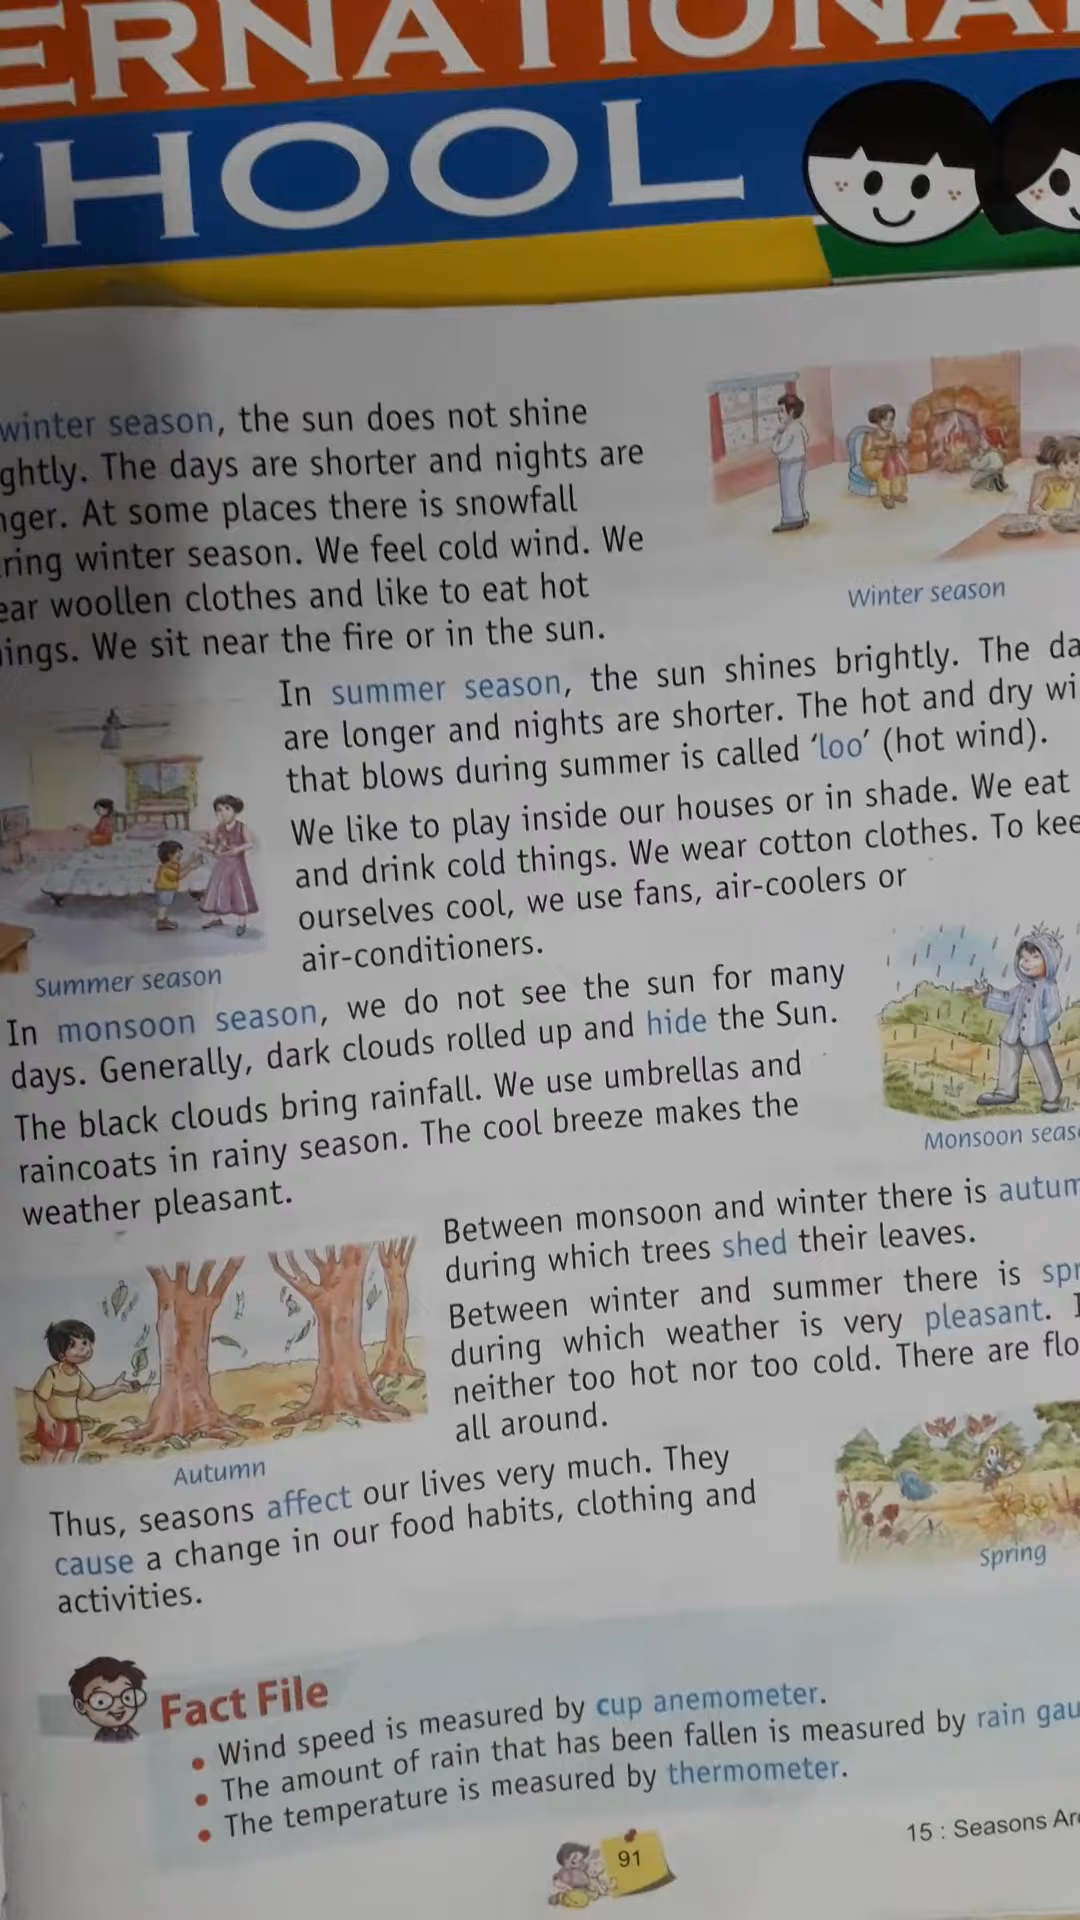 ERNATIONA
CHOOL
winter season, the sun does not shine
ghtly. The days are shorter and nights are
nger. At some places there is snowfall
ring winter season. We feel cold wind. We
ear woollen clothes and like to eat hot
ings. We sit near the fire or in the sun.
Winter season
In summer season, the sun shines brightly. The da
are longer and nights are shorter. The hot and dry wi
that blows during summer is called ‘loo’ (hot wind).
We like to play inside our houses or in shade. We eat
and drink cold things. We wear cotton clothes. To kee
ourselves cool, we use fans, air-coolers or
air-conditioners.
Summer season
In monsoon season, we do not see the sun for many
days. Generally, dark clouds rolled up and hide the Sun.
The black clouds bring rainfall. We use umbrellas and
raincoats in rainy season. The cool breeze makes the
weather pleasant.
Monsoon seas
Between monsoon and winter there is autum
during which trees shed their leaves.
Between winter and summer there is spr
during which weather is very pleasant. I
neither too hot nor too cold. There are flo
all around.
Autumn
Thus, seasons affect our lives very much. They
cause a change in our food habits, clothing and
activities.
Spring
Fact File
• Wind speed is measured by cup anemometer.
• The amount of rain that has been fallen is measured by rain gau
• The temperature is measured by thermometer.
15 : Seasons Ar
91